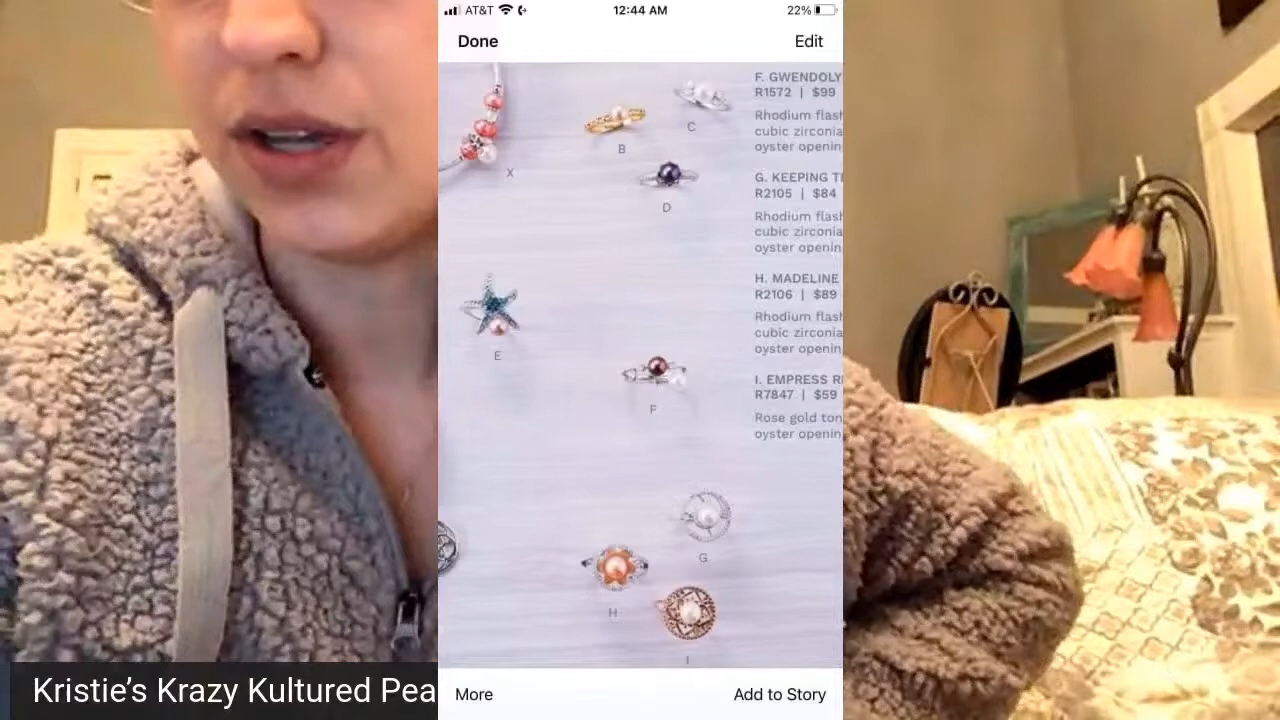 AT&T
12:44 AM
22%
Done
Edit
F. GWENDOLY
R1572 | $99
Rhodium flash
cubic zirconia
oyster openin
G. KEEPING TI
R2105 | $84
Rhodium flash
cubic zirconia
oyster openin
H. MADELINE
R2106 | $89
Rhodium flash
cubic zirconia
oyster openin
I. EMPRESS RI
R7847 | $59
Rose gold ton
oyster openin
X
B
C
D
E
F
G
H
I
Kristie’s Krazy Kultured Pea
More
Add to Story